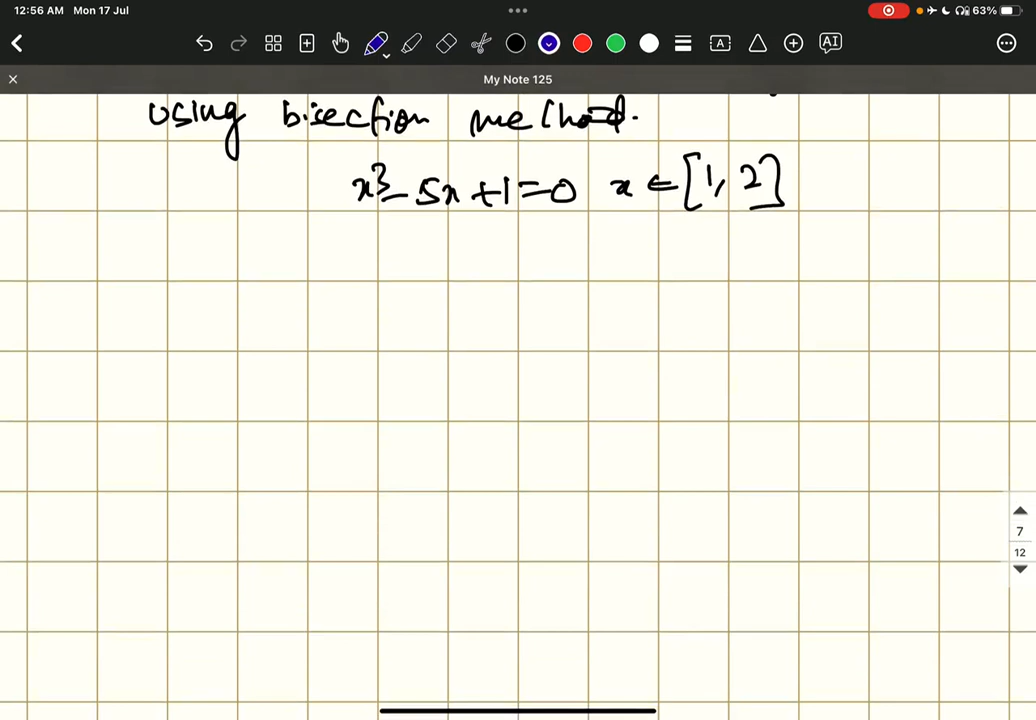 12:56 AM Mon 17 Jul
63%
A
AI
My Note 125
using bisection method.
x³ - 5x + 1 = 0 x ∈ [1, 2]
7
12